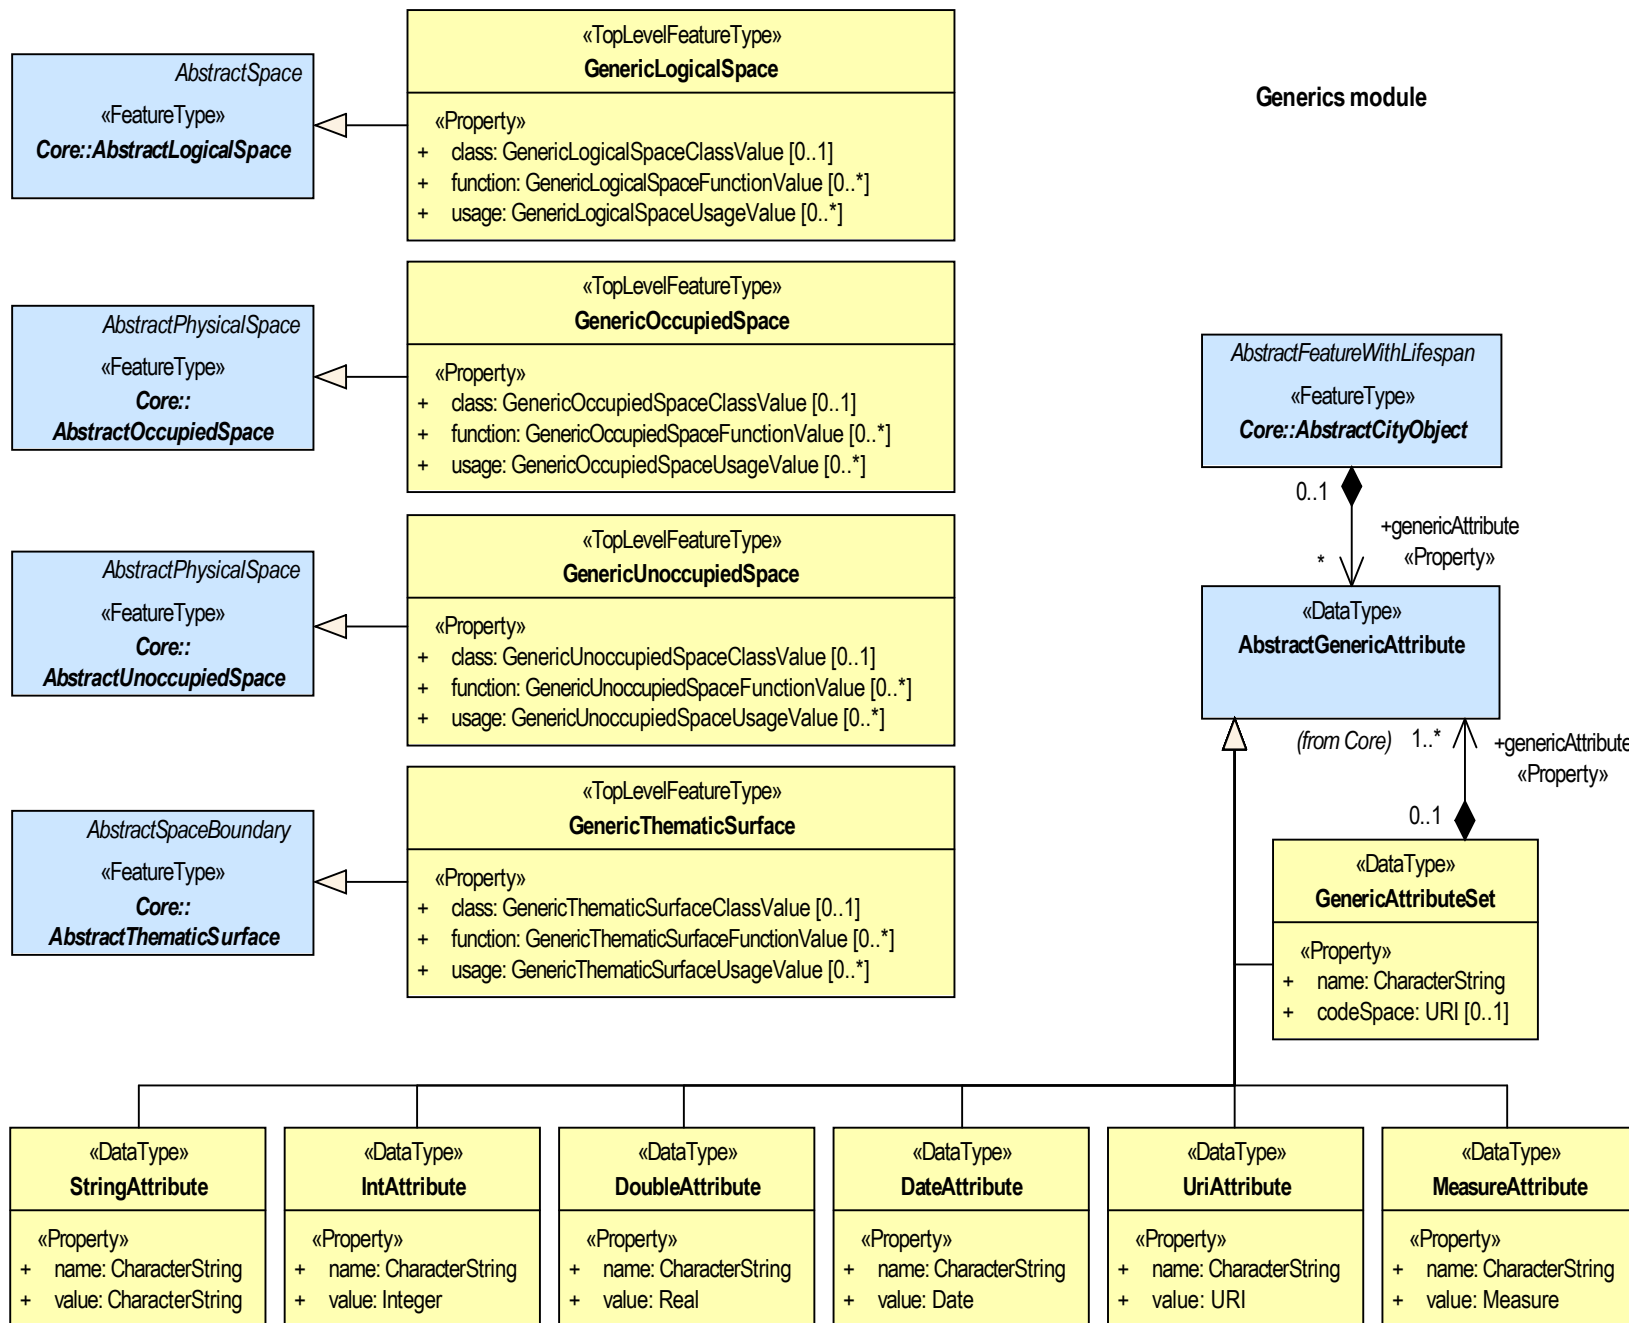 Generics module
AbstractSpace
«FeatureType»
Core::AbstractLogicalSpace
«TopLevelFeatureType»
GenericLogicalSpace
«Property»
+ class: GenericLogicalSpaceClassValue [0..1]
+ function: GenericLogicalSpaceFunctionValue [0..*]
+ usage: GenericLogicalSpaceUsageValue [0..*]
AbstractPhysicalSpace
«FeatureType»
Core::
AbstractOccupiedSpace
«TopLevelFeatureType»
GenericOccupiedSpace
«Property»
+ class: GenericOccupiedSpaceClassValue [0..1]
+ function: GenericOccupiedSpaceFunctionValue [0..*]
+ usage: GenericOccupiedSpaceUsageValue [0..*]
AbstractPhysicalSpace
«FeatureType»
Core::
AbstractUnoccupiedSpace
«TopLevelFeatureType»
GenericUnoccupiedSpace
«Property»
+ class: GenericUnoccupiedSpaceClassValue [0..1]
+ function: GenericUnoccupiedSpaceFunctionValue [0..*]
+ usage: GenericUnoccupiedSpaceUsageValue [0..*]
AbstractSpaceBoundary
«FeatureType»
Core::
AbstractThematicSurface
«TopLevelFeatureType»
GenericThematicSurface
«Property»
+ class: GenericThematicSurfaceClassValue [0..1]
+ function: GenericThematicSurfaceFunctionValue [0..*]
+ usage: GenericThematicSurfaceUsageValue [0..*]
AbstractFeatureWithLifespan
«FeatureType»
Core::AbstractCityObject
0..1
+genericAttribute
«Property»
*
«DataType»
AbstractGenericAttribute
(from Core)
1..*
+genericAttribute
«Property»
0..1
«DataType»
GenericAttributeSet
«Property»
+ name: CharacterString
+ codeSpace: URI [0..1]
«DataType»
StringAttribute
«Property»
+ name: CharacterString
+ value: CharacterString
«DataType»
IntAttribute
«Property»
+ name: CharacterString
+ value: Integer
«DataType»
DoubleAttribute
«Property»
+ name: CharacterString
+ value: Real
«DataType»
DateAttribute
«Property»
+ name: CharacterString
+ value: Date
«DataType»
UriAttribute
«Property»
+ name: CharacterString
+ value: URI
«DataType»
MeasureAttribute
«Property»
+ name: CharacterString
+ value: Measure